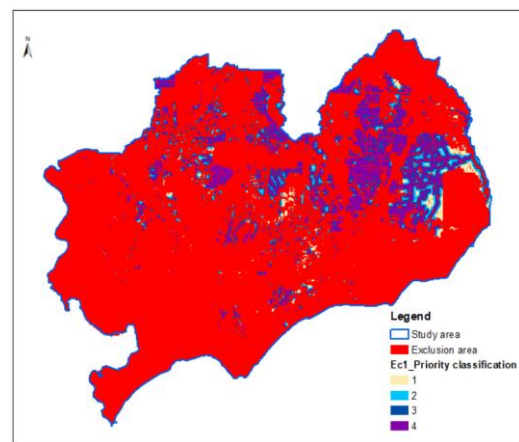 N
Legend
Study area
Exclusion area
Ec1_Priority classification
1
2
3
4